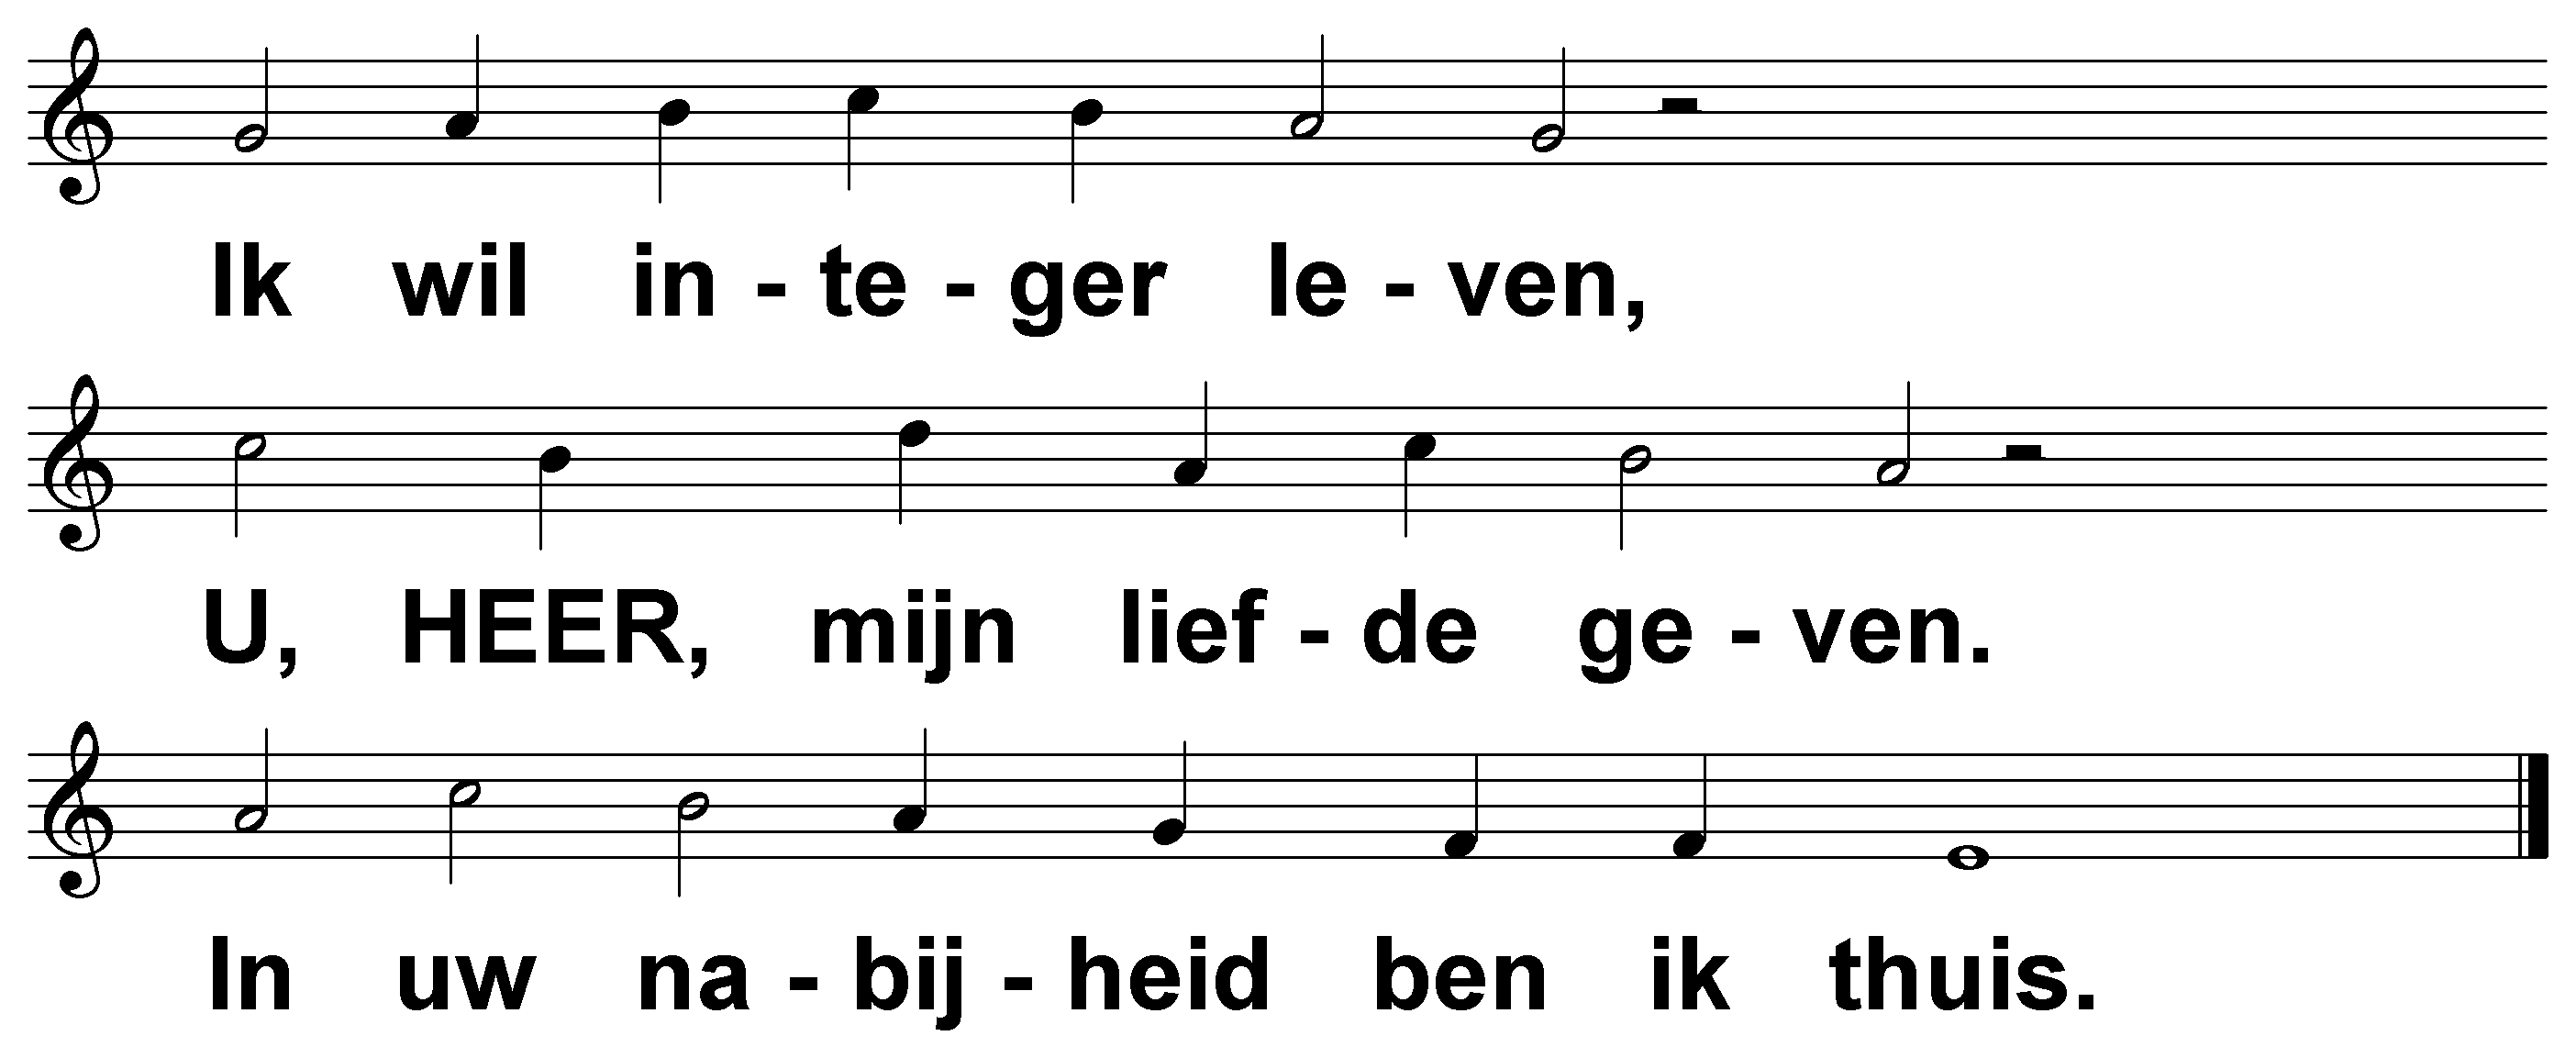 Ik wil in - te - ger le - ven,
U, HEER, mijn lief - de ge - ven.
In uw na - bij - heid ben ik thuis.